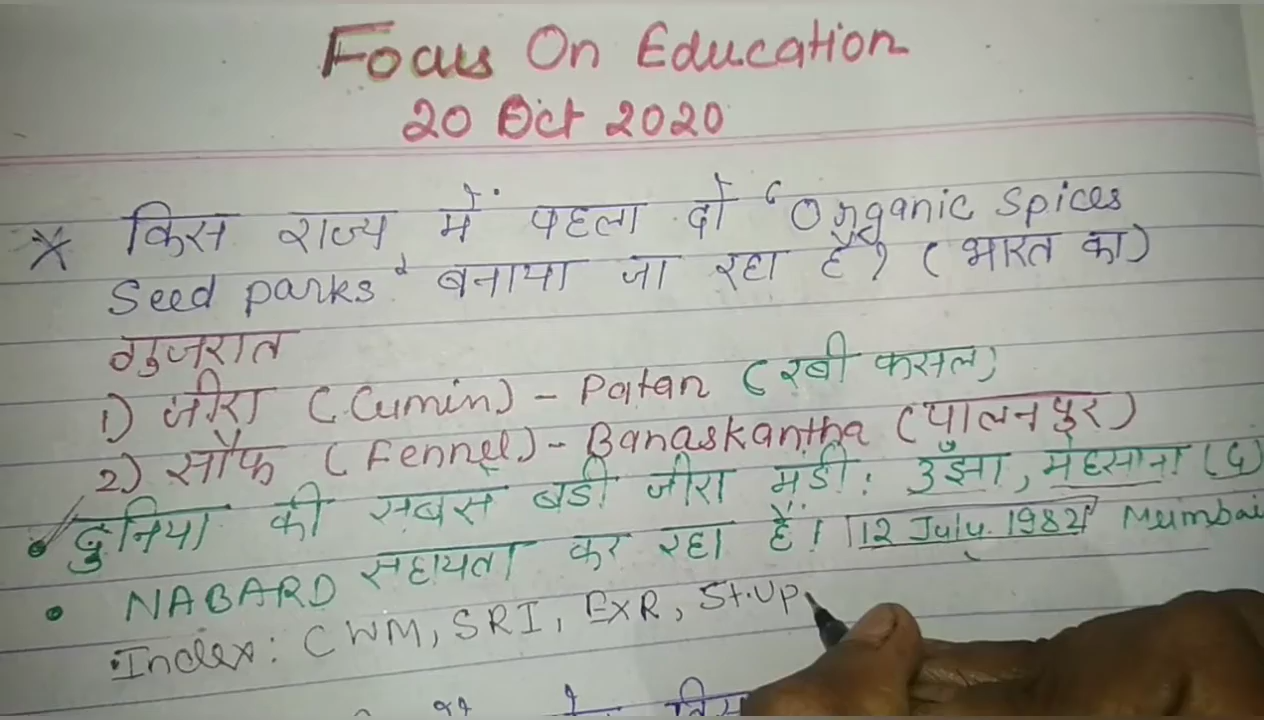 Focus On Education
20 Oct 2020
* किस राज्य में पहला दो "Organic Spices
Seed parks" बनाया जा रहा है? (भारत का)
गुजरात
1) जीरा (Cumin) - Patan (रबी फसल)
2) सौंफ (Fennel) - Banaskantha (पालनपुर)
• दुनिया की सबसे बडी जीरा मंडी: उँझा, मेहसाना (गु
• NABARD सहायता कर रहा है। 12 July. 1982 Mumbai
Index: CWM, SRI, EXR, St.Up